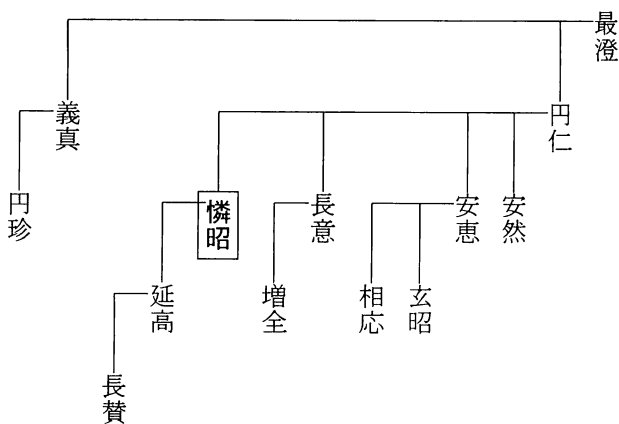 最澄
円仁
安然
安恵
玄昭
相応
長意
増全
憐昭
延高
長賛
義真
円珍